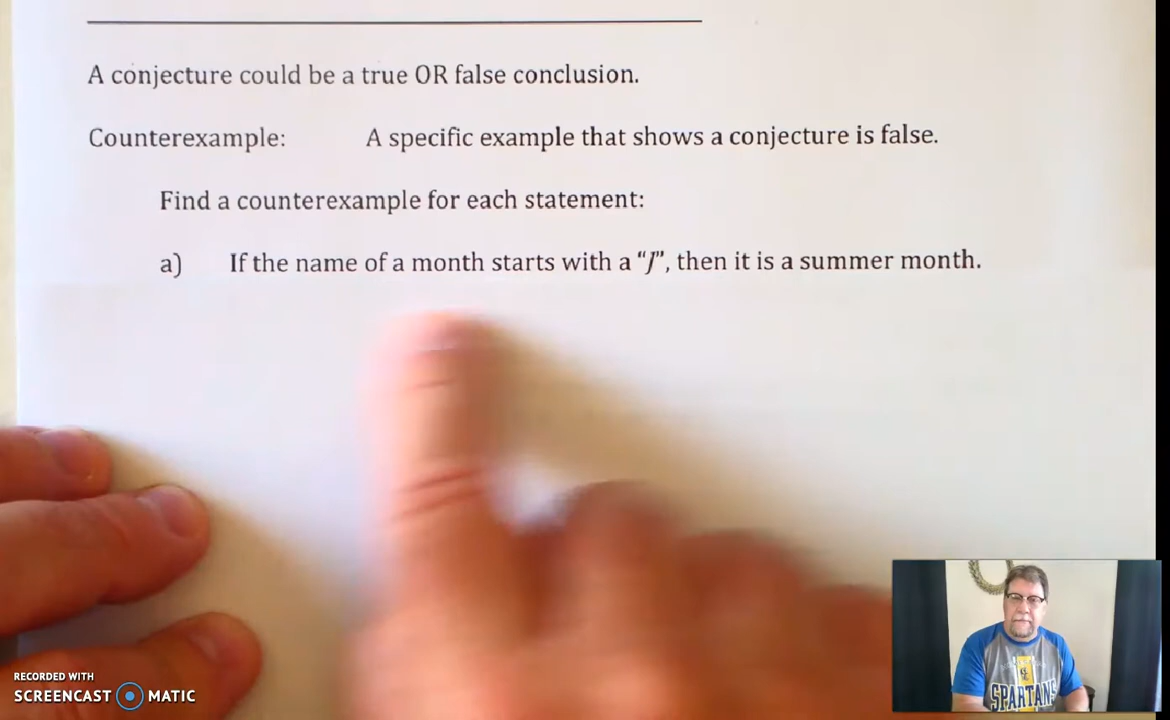 A conjecture could be a true OR false conclusion.
Counterexample: A specific example that shows a conjecture is false.
Find a counterexample for each statement:
a) If the name of a month starts with a “J”, then it is a summer month.
RECORDED WITH
SCREENCAST MATIC
SPARTANS